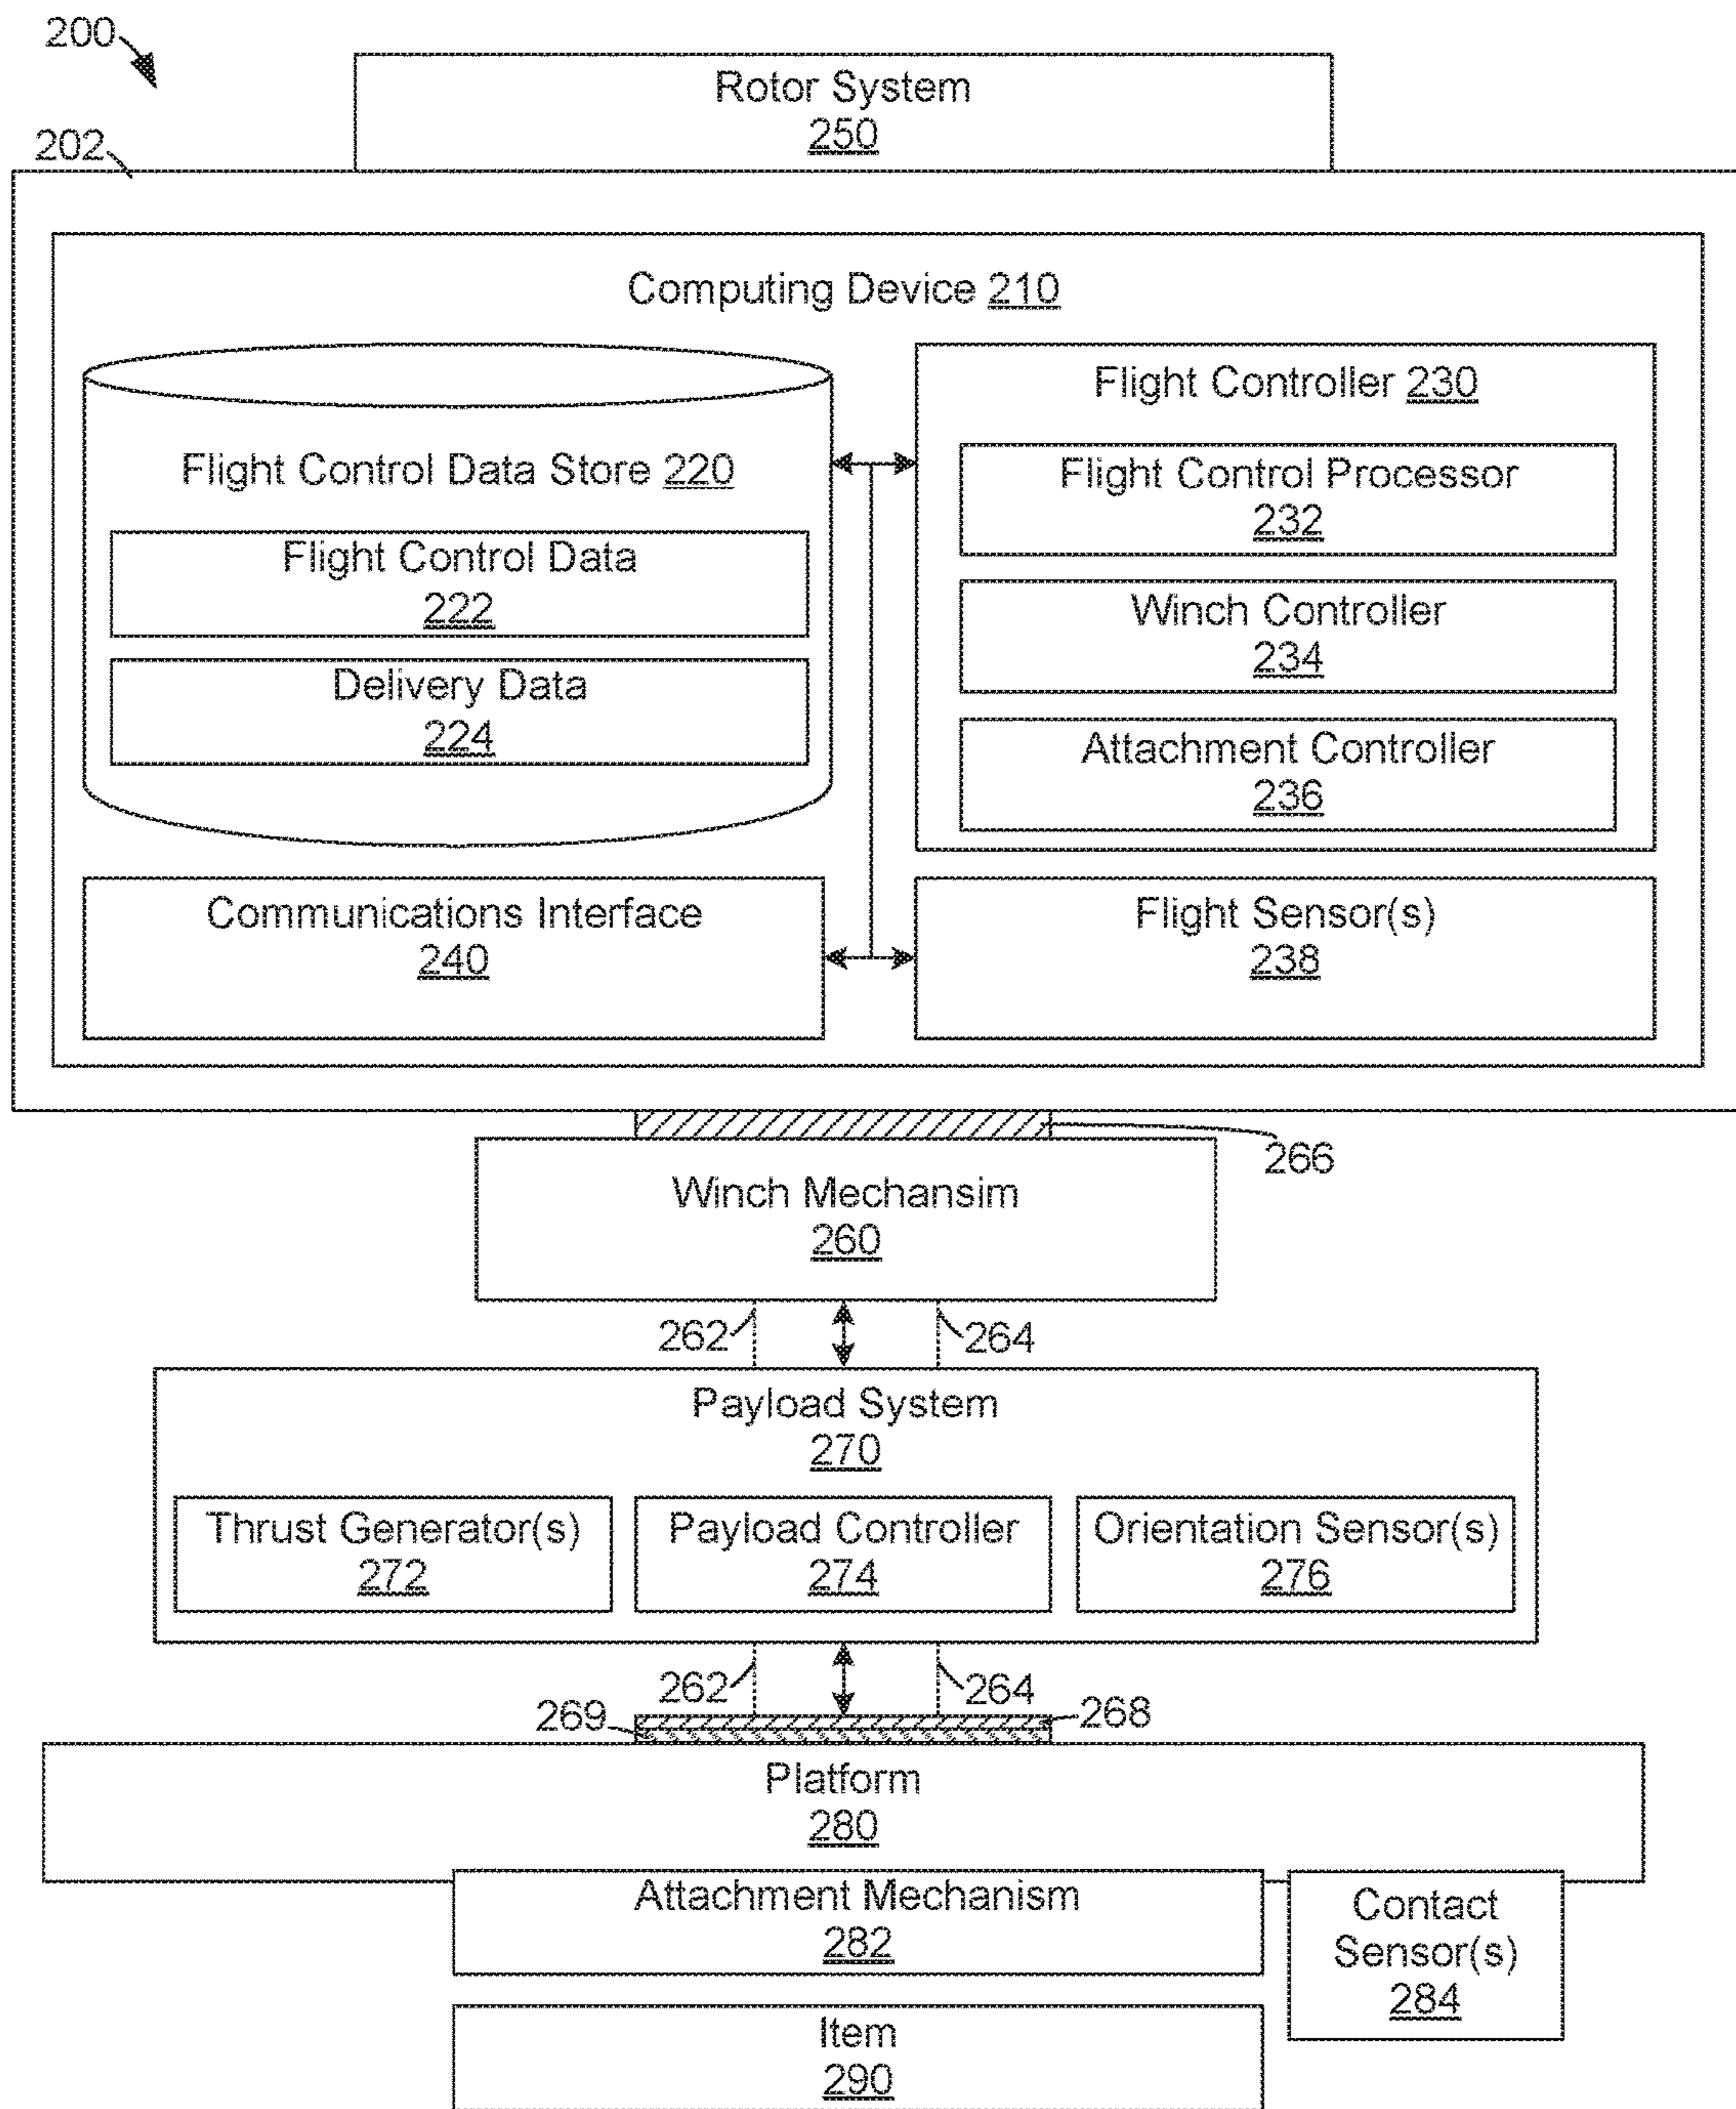 200
Rotor System
250
202
Computing Device 210
Flight Control Data Store 220
Flight Control Data
222
Delivery Data
224
Flight Controller 230
Flight Control Processor
232
Winch Controller
234
Attachment Controller
236
Communications Interface
240
Flight Sensor(s)
238
266
Winch Mechansim
260
262
264
Payload System
270
Thrust Generator(s)
272
Payload Controller
274
Orientation Sensor(s)
276
262
264
269
268
Platform
280
Attachment Mechanism
282
Contact
Sensor(s)
284
Item
290